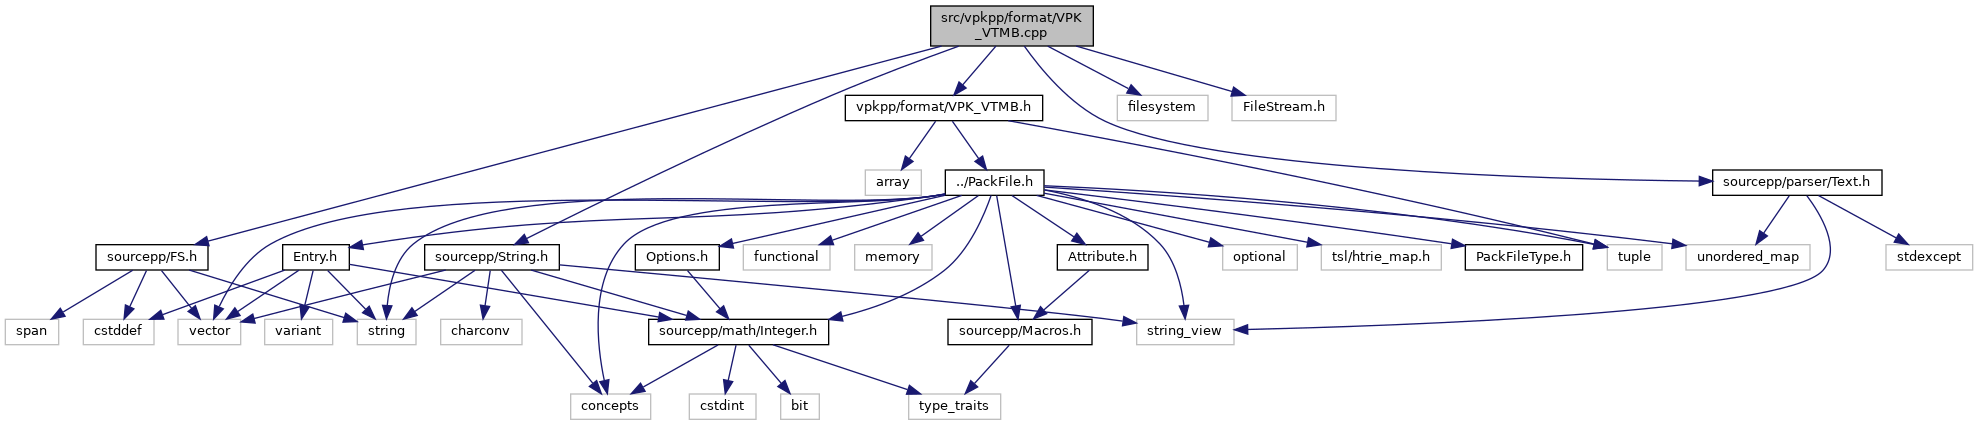 src/vpkpp/format/VPK
_VTMB.cpp
vpkpp/format/VPK_VTMB.h
filesystem
FileStream.h
array
../PackFile.h
sourcepp/parser/Text.h
sourcepp/FS.h
Entry.h
sourcepp/String.h
Options.h
functional
memory
Attribute.h
optional
tsl/htrie_map.h
PackFileType.h
tuple
unordered_map
stdexcept
span
cstddef
vector
variant
string
charconv
sourcepp/math/Integer.h
sourcepp/Macros.h
string_view
concepts
cstdint
bit
type_traits